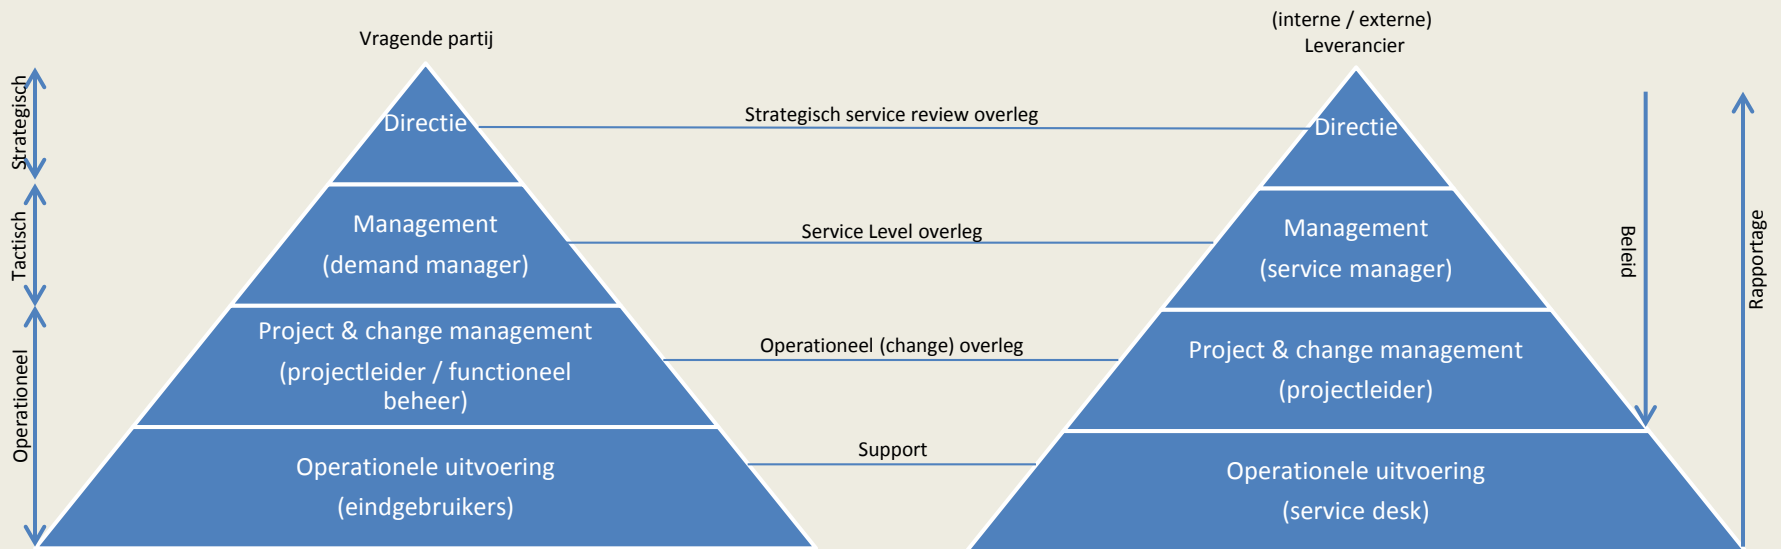 Vragende partij
(interne / externe)
Leverancier
Strategisch
Tactisch
Operationeel
Directie
Management
(demand manager)
Project & change management
(projectleider / functioneel
beheer)
Operationele uitvoering
(eindgebruikers)
Strategisch service review overleg
Service Level overleg
Operationeel (change) overleg
Support
Directie
Management
(service manager)
Project & change management
(projectleider)
Operationele uitvoering
(service desk)
Beleid
Rapportage